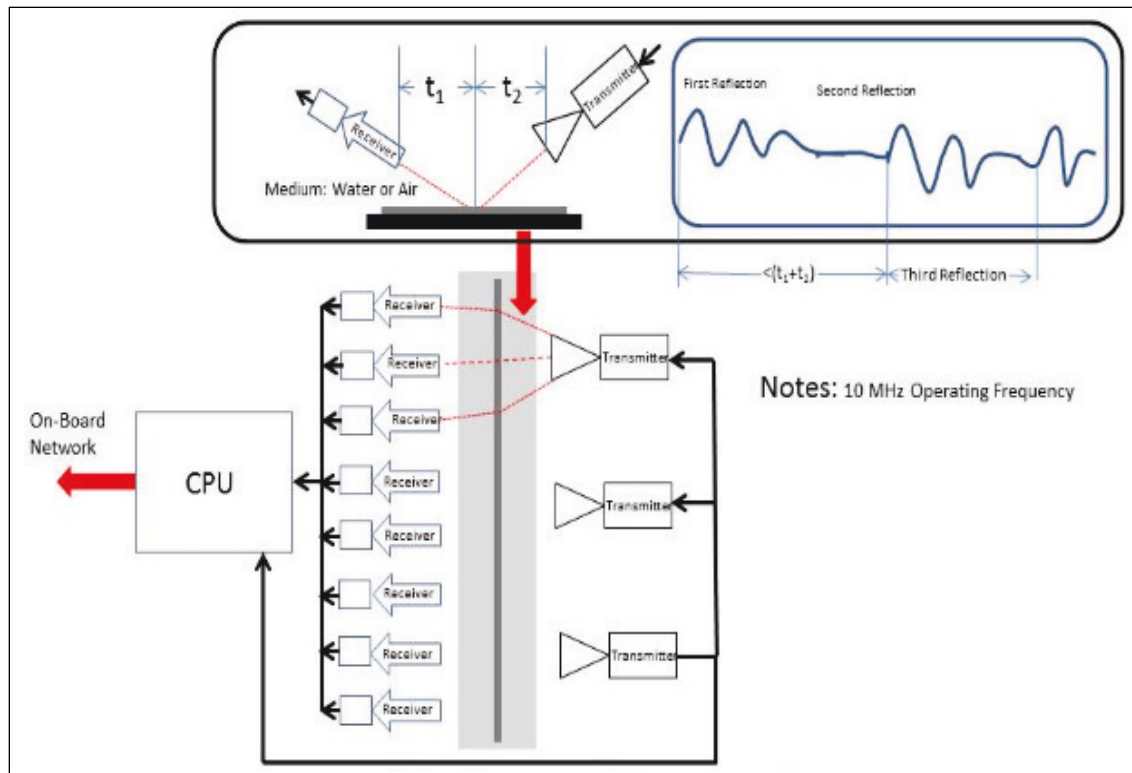 t1
t2
Transmitter
Receiver
Medium: Water or Air
First Reflection
Second Reflection
<(t1+t2)
Third Reflection
Receiver
Receiver
Receiver
Receiver
Receiver
Receiver
Receiver
Receiver
Transmitter
Transmitter
Transmitter
Notes: 10 MHz Operating Frequency
On-Board
Network
CPU